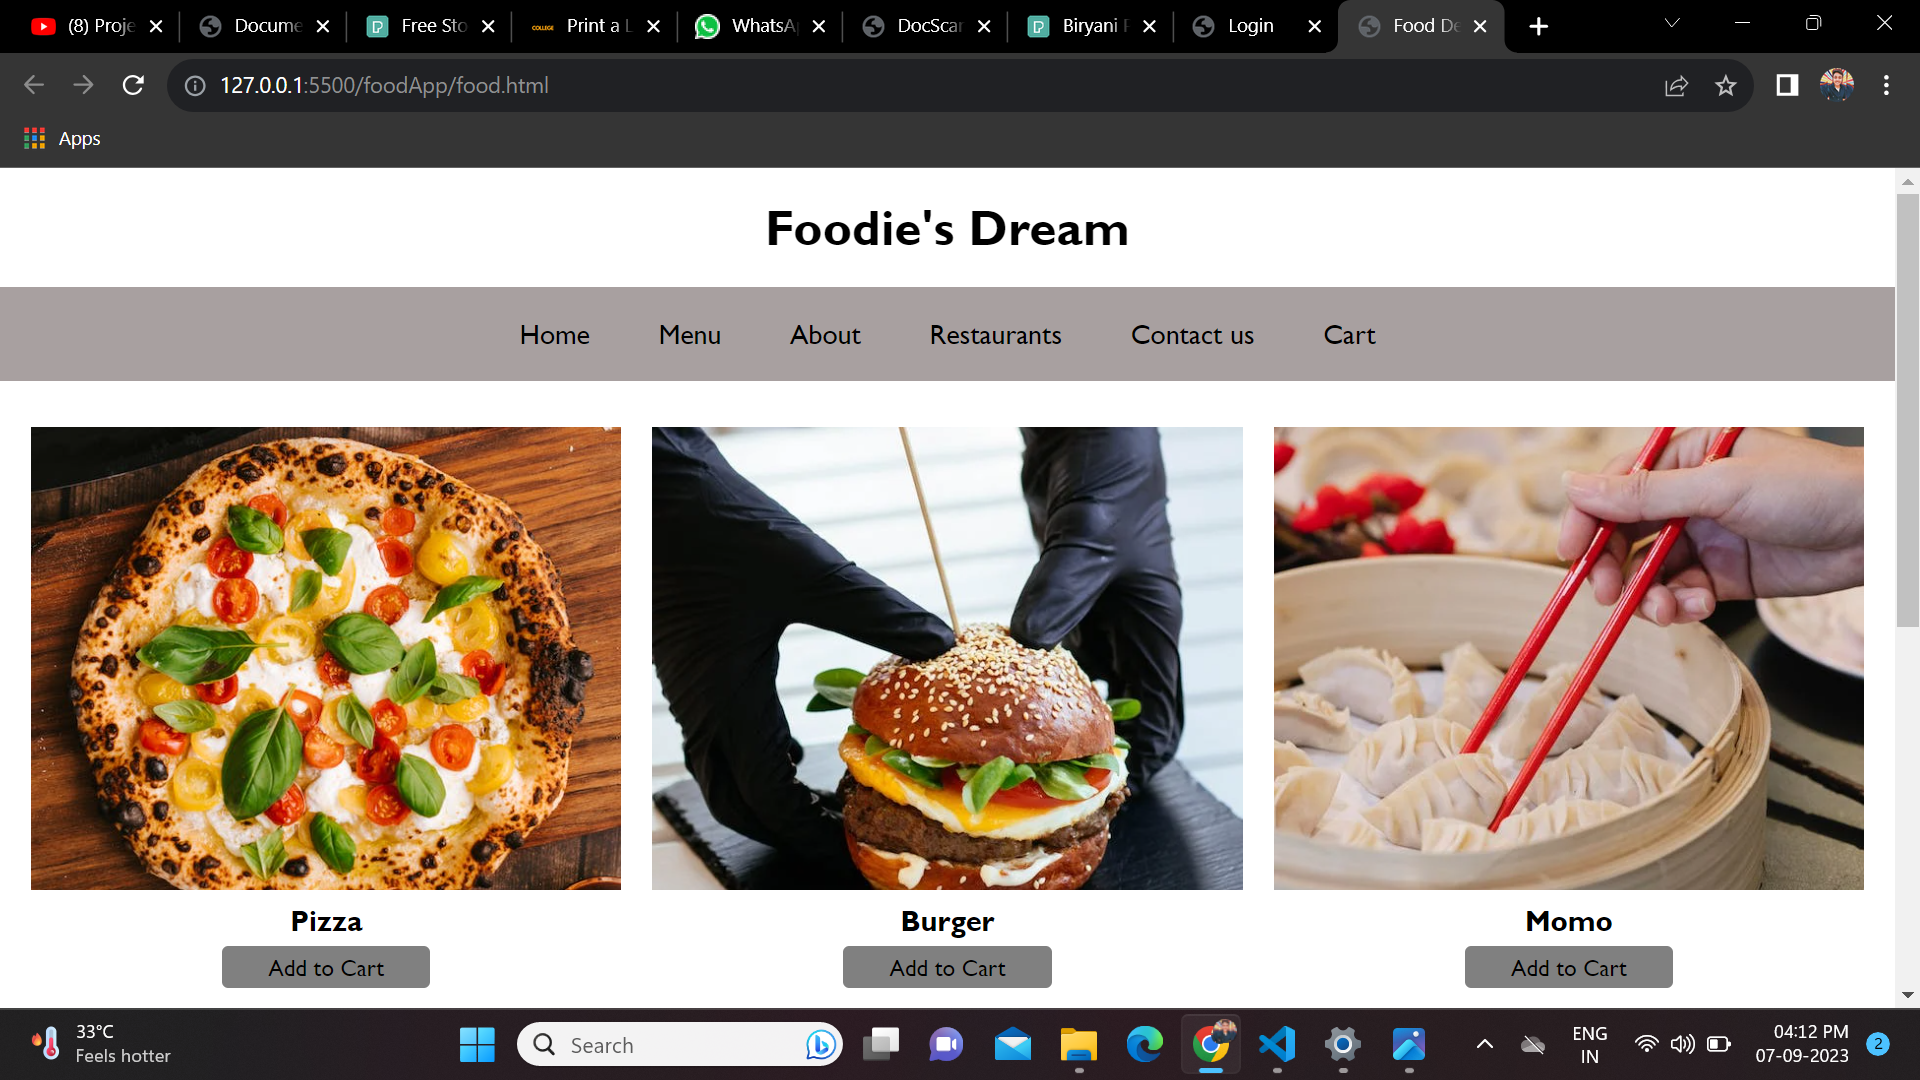 (8) Proje
Docume
Free Sto
COLLEGE
Print a L
WhatsA
DocScar
Biryani F
Login
Food De
127.0.0.1:5500/foodApp/food.html
Apps
Foodie's Dream
Home Menu About Restaurants Contact us Cart
Pizza Burger Momo
Add to Cart Add to Cart Add to Cart
33°C
Feels hotter
Search
ENG
IN
04:12 PM
07-09-2023
2